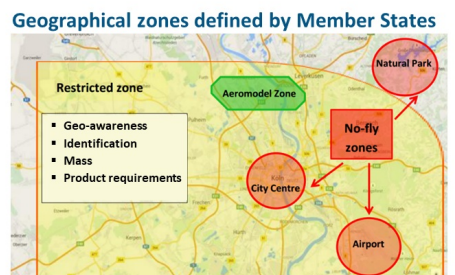 Geographical zones defined by Member States
Natural Park
Restricted zone
Aeromodel Zone
Geo-awareness
Identification
Mass
Product requirements
No-fly
zones
City Centre
Airport